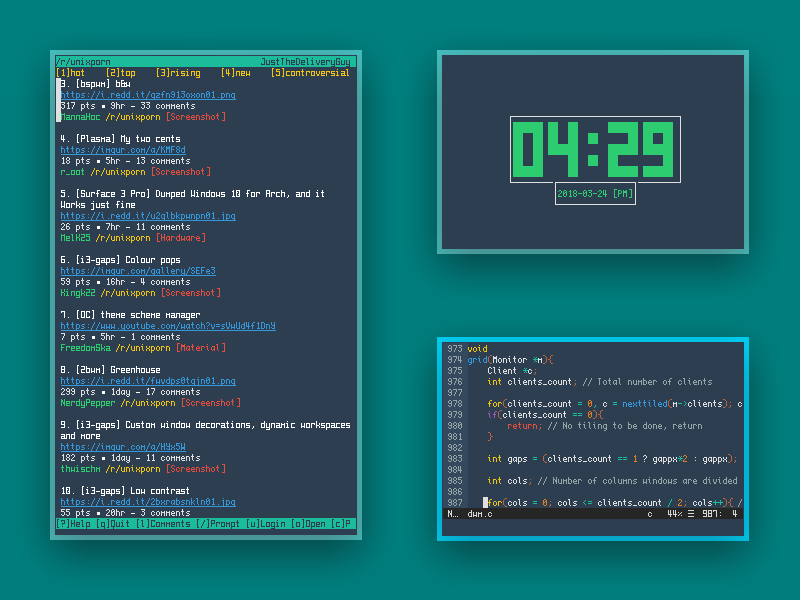 /r/unixporn JustTheDeliveryGuy
[1]hot [2]top [3]rising [4]new [5]controversial
3. [bspwm] b&w
https://i.redd.it/gzfn913oxon01.png
317 pts • 9hr - 33 comments
MannaHoc /r/unixporn [Screenshot]
4. [Plasma] My two cents
https://imgur.com/a/KMF8d
18 pts • 5hr - 13 comments
r_oot /r/unixporn [Screenshot]
5. [Surface 3 Pro] Dumped Windows 10 for Arch, and it
Works just fine
https://i.redd.it/u2glbkpwnpn01.jpg
26 pts • 7hr - 11 comments
MelK25 /r/unixporn [Hardware]
6. [i3-gaps] Colour pops
https://imgur.com/gallery/SEFe3
59 pts • 16hr - 4 comments
Kingk22 /r/unixporn [Screenshot]
7. [OC] theme scheme manager
https://www.youtube.com/watch?v=sVwUd4f1DnY
7 pts • 5hr - 1 comments
FreedomSka /r/unixporn [Material]
8. [2bwm] Greenhouse
https://i.redd.it/fwvdps0tqjn01.png
299 pts • 1day - 17 comments
NerdyPepper /r/unixporn [Screenshot]
9. [i3-gaps] Custom window decorations, dynamic workspaces
and more
https://imgur.com/a/HYx5W
182 pts • 1day - 11 comments
thwischm /r/unixporn [Screenshot]
10. [i3-gaps] Low contrast
https://i.redd.it/2bxrabsnkln01.jpg
55 pts • 20hr - 3 comments
[?]Help [q]Quit [l]Comments [/]Prompt [u]Login [o]Open [c]P
04:29
2018-03-24 [PM]
973 void
974 grid(Monitor *m){
975 Client *c;
976 int clients_count; // Total number of clients
977
978 for(clients_count = 0, c = nexttiled(m->clients); c
979 if(clients_count == 0){
980 return; // No tiling to be done, return
981 }
982
983 int gaps = (clients_count == 1 ? gappx*2 : gappx);
984
985 int cols; // Number of columns windows are divided
986
987 for(cols = 0; cols <= clients_count / 2; cols++){ /
N… dwm.c c 44% ☰ 987: 4